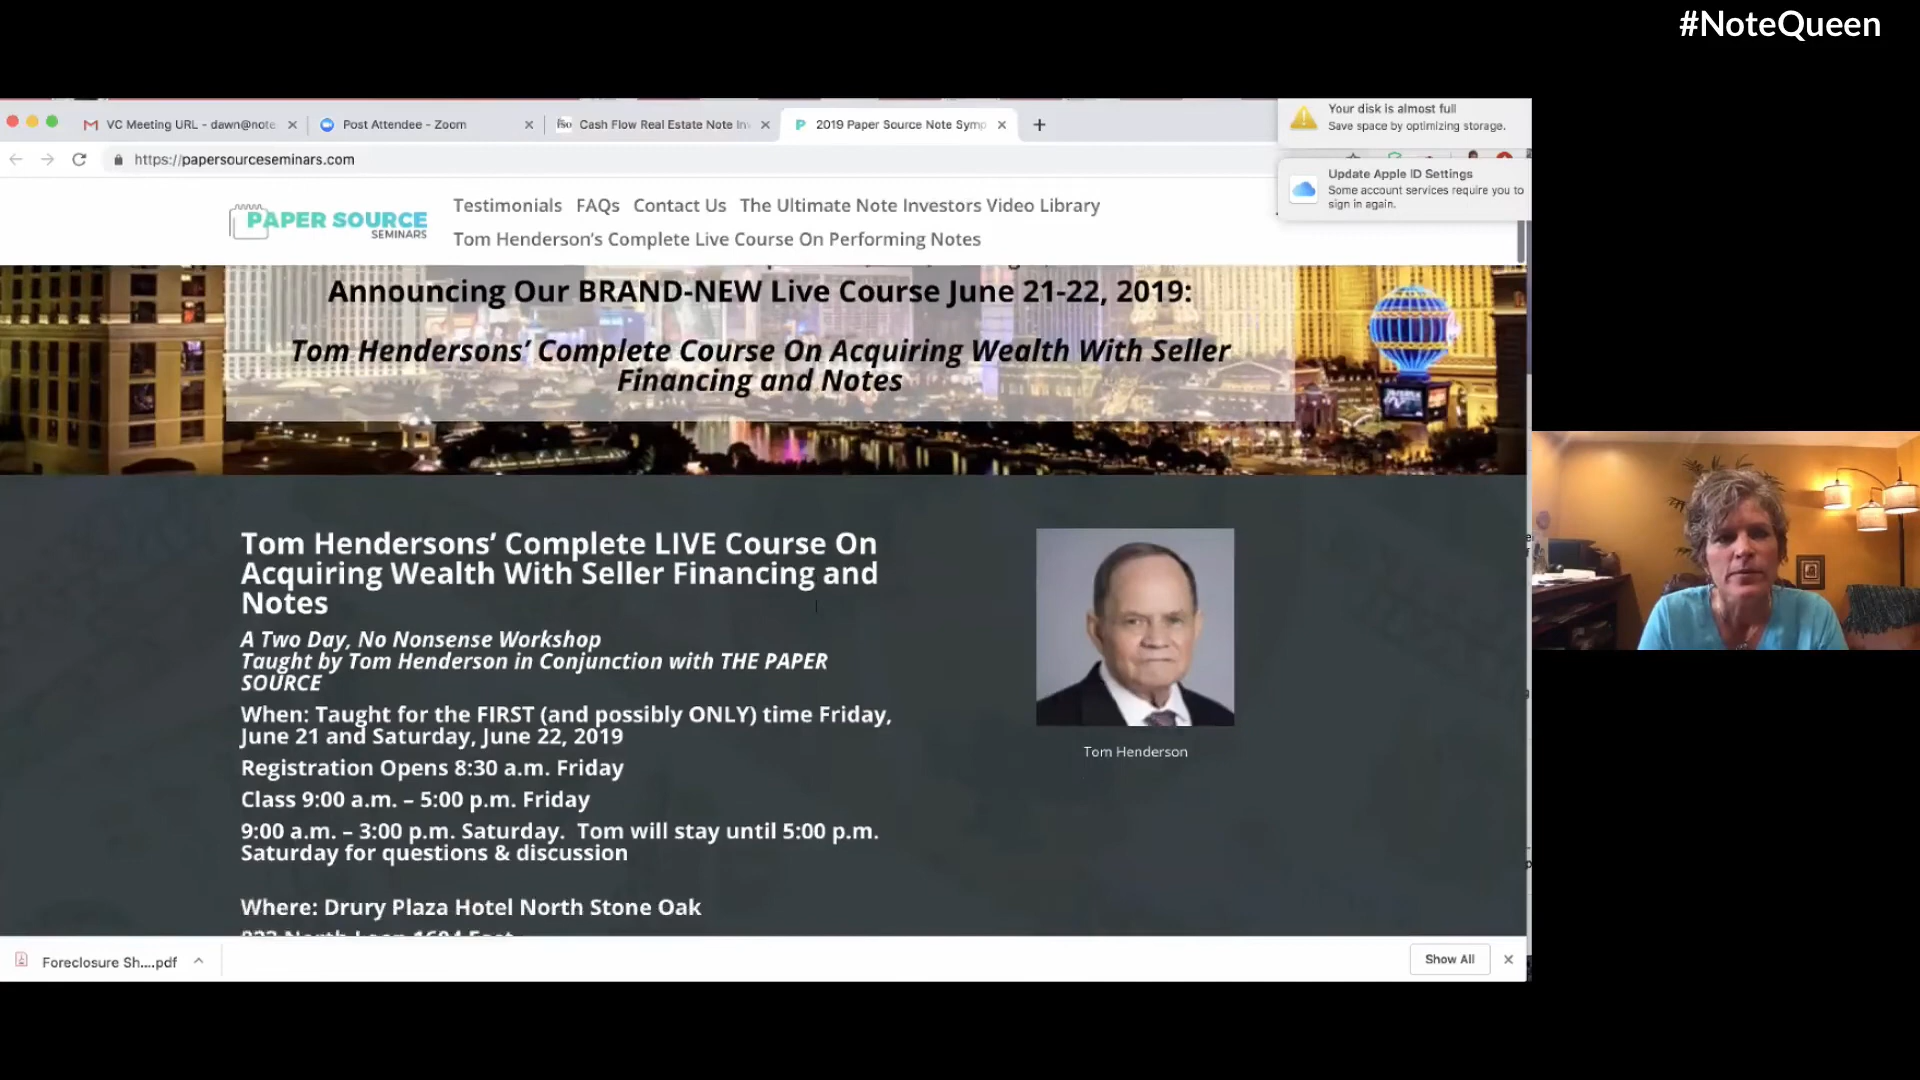 #NoteQueen
VC Meeting URL - dawn@note
Post Attendee - Zoom
Cash Flow Real Estate Note In
2019 Paper Source Note Symp
Your disk is almost full
Save space by optimizing storage.
https://papersourceseminars.com
Update Apple ID Settings
Some account services require you to
sign in again.
PAPER SOURCE
SEMINARS
Testimonials FAQs Contact Us The Ultimate Note Investors Video Library
Tom Henderson's Complete Live Course On Performing Notes
Announcing Our BRAND-NEW Live Course June 21-22, 2019:
Tom Hendersons' Complete Course On Acquiring Wealth With Seller
Financing and Notes
Tom Hendersons' Complete LIVE Course On
Acquiring Wealth With Seller Financing and
Notes
A Two Day, No Nonsense Workshop
Taught by Tom Henderson in Conjunction with THE PAPER
SOURCE
When: Taught for the FIRST (and possibly ONLY) time Friday,
June 21 and Saturday, June 22, 2019
Registration Opens 8:30 a.m. Friday
Class 9:00 a.m. – 5:00 p.m. Friday
9:00 a.m. – 3:00 p.m. Saturday. Tom will stay until 5:00 p.m.
Saturday for questions & discussion
Where: Drury Plaza Hotel North Stone Oak
Tom Henderson
Foreclosure Sh....pdf
Show All